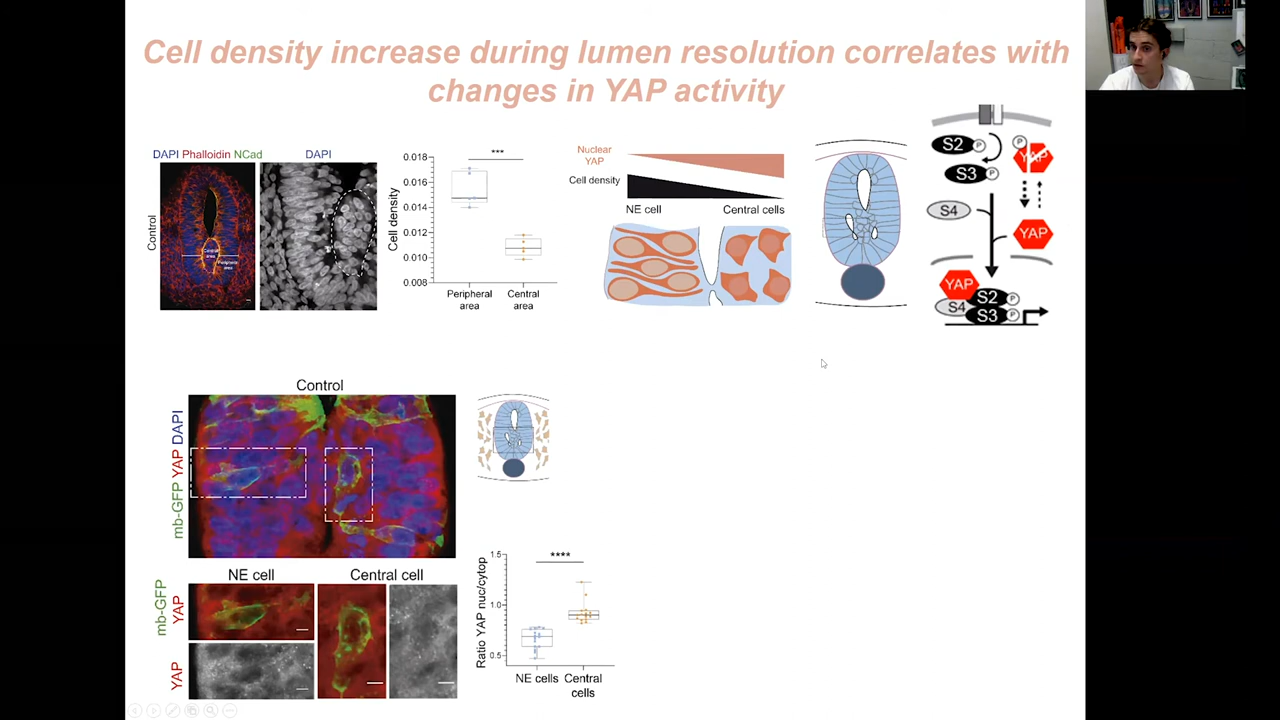 Cell density increase during lumen resolution correlates with
changes in YAP activity
DAPI Phalloidin NCad
DAPI
Control
Central
area
Peripheral
area
Cell density
0.018
0.016
0.014
0.012
0.010
0.008
***
Peripheral
area
Central
area
Nuclear
YAP
Cell density
NE cell
Central cells
S2
P
P
YAP
S3
P
S4
YAP
YAP
S4
S2
P
S3
P
Control
mb-GFP YAP DAPI
NE cell
Central cell
mb-GFP
YAP
YAP
Ratio YAP nuc/cytop
1.5
1.0
0.5
****
NE cells
Central
cells